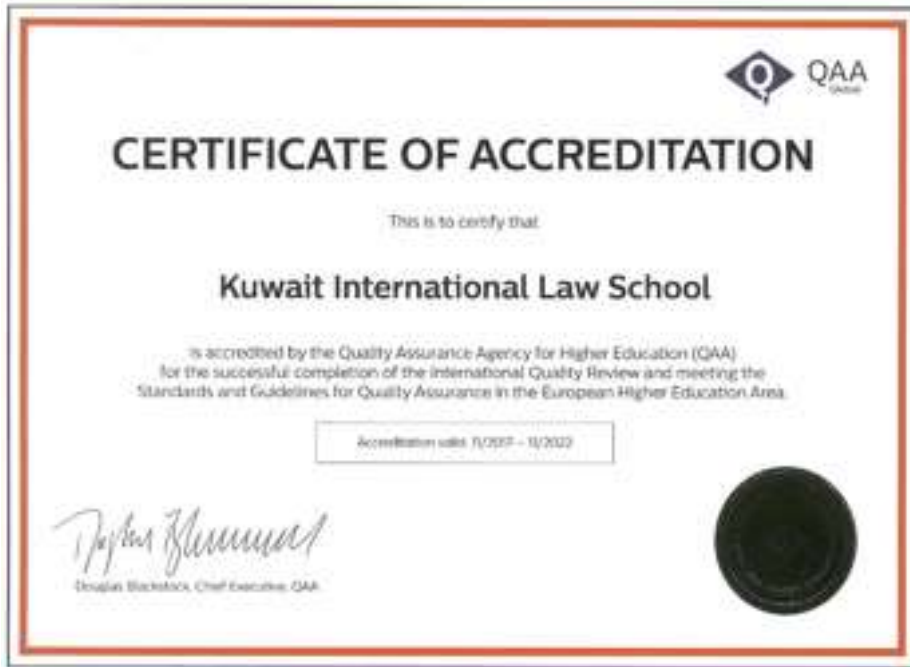 QAA
Global
CERTIFICATE OF ACCREDITATION
This is to certify that
Kuwait International Law School
is accredited by the Quality Assurance Agency for Higher Education (QAA)
for the successful completion of the International Quality Review and meeting the
Standards and Guidelines for Quality Assurance in the European Higher Education Area.
Accreditation valid: 11/2017 – 11/2022
Douglas Blackstock, Chief Executive, QAA